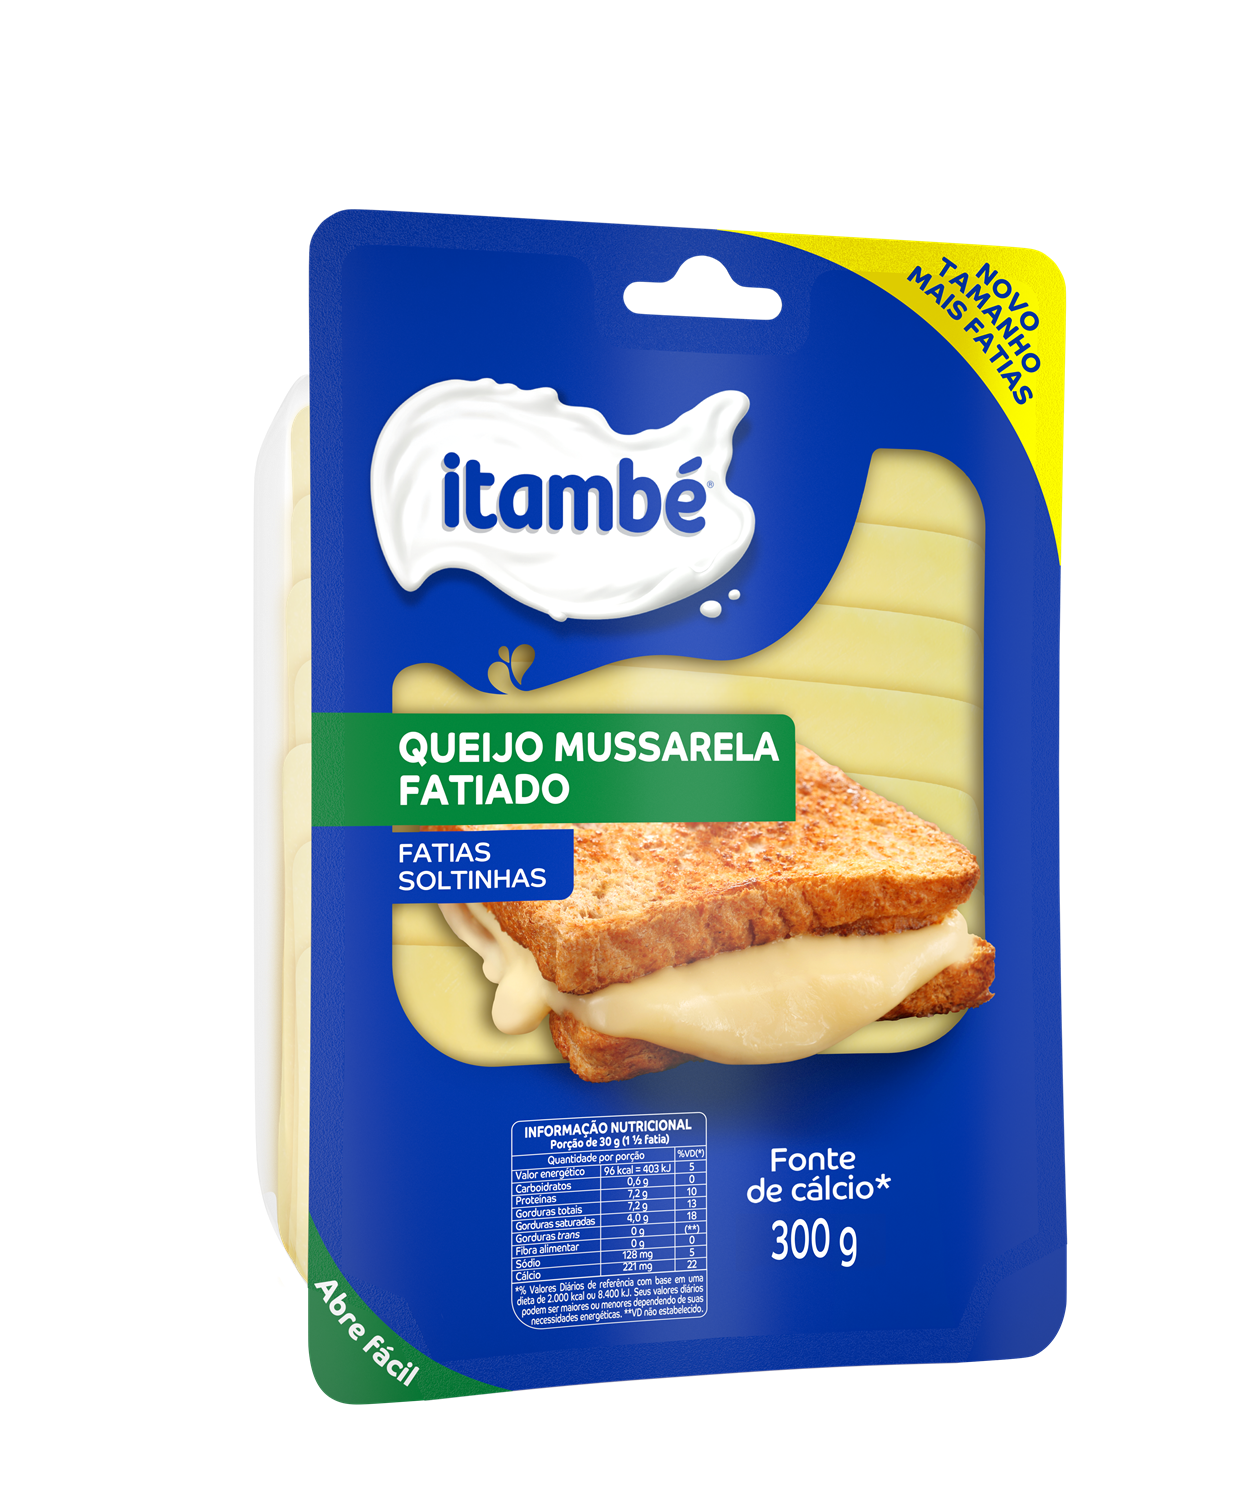 NOVO
TAMANHO
MAIS FATIAS
itambé®
QUEIJO MUSSARELA
FATIADO
FATIAS
SOLTINHAS
INFORMAÇÃO NUTRICIONAL
Porção de 30 g (1 ½ fatia)
Quantidade por porção %VD(*)
Valor energético 96 kcal = 403 kJ 5
Carboidratos 0,6 g 0
Proteínas 7,2 g 10
Gorduras totais 7,2 g 13
Gorduras saturadas 4,0 g 18
Gorduras trans 0 g (**)
Fibra alimentar 0 g 0
Sódio 128 mg 5
Cálcio 221 mg 22
*% Valores Diários de referência com base em uma
dieta de 2.000 kcal ou 8.400 kJ. Seus valores diários
podem ser maiores ou menores dependendo de suas
necessidades energéticas. **VD não estabelecido.
Fonte
de cálcio*
300 g
Abre Fácil